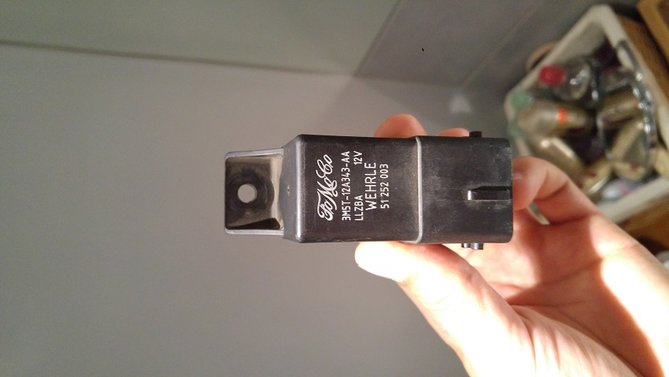 FoMoCo
3M5T-12A343-AA
LLZBA 12V
WEHRLE
51 252 003